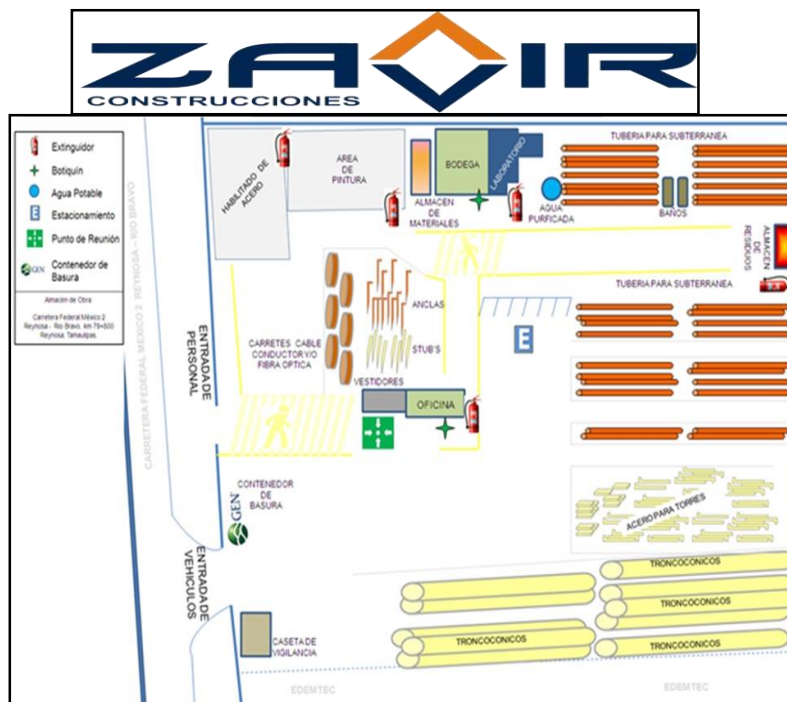 ZAVIR
CONSTRUCCIONES
Extinguidor
Botiquín
Agua Potable
E
Estacionamiento
Punto de Reunión
GEN
Contenedor de
Basura
Almacén de Obra
Carretera Federal México 2
Reynosa - Rio Bravo. km 79+600
Reynosa, Tamaulipas.
CARRETERA FEDERAL MEXICO 2 REYNOSA – RIO BRAVO
HABILITADO DE
ACERO
AREA
DE
PINTURA
ALMACEN
DE
MATERIALES
BODEGA
LABORATORIO
AGUA
PURIFICADA
TUBERIA PARA SUBTERRANEA
BAÑOS
ALMACEN
DE
RESIDUOS
TUBERIA PARA SUBTERRANEA
ENTRADA DE
PERSONAL
CARRETES CABLE
CONDUCTOR Y/O
FIBRA OPTICA
ANCLAS
STUB'S
E
VESTIDORES
OFICINA
GEN
CONTENEDOR
DE
BASURA
ACERO PARA TORRES
ENTRADA DE
VEHICULOS
CASETA DE
VIGILANCIA
TRONCOCONICOS
TRONCOCONICOS
TRONCOCONICOS
TRONCOCONICOS
EDEMTEC
EDEMTEC